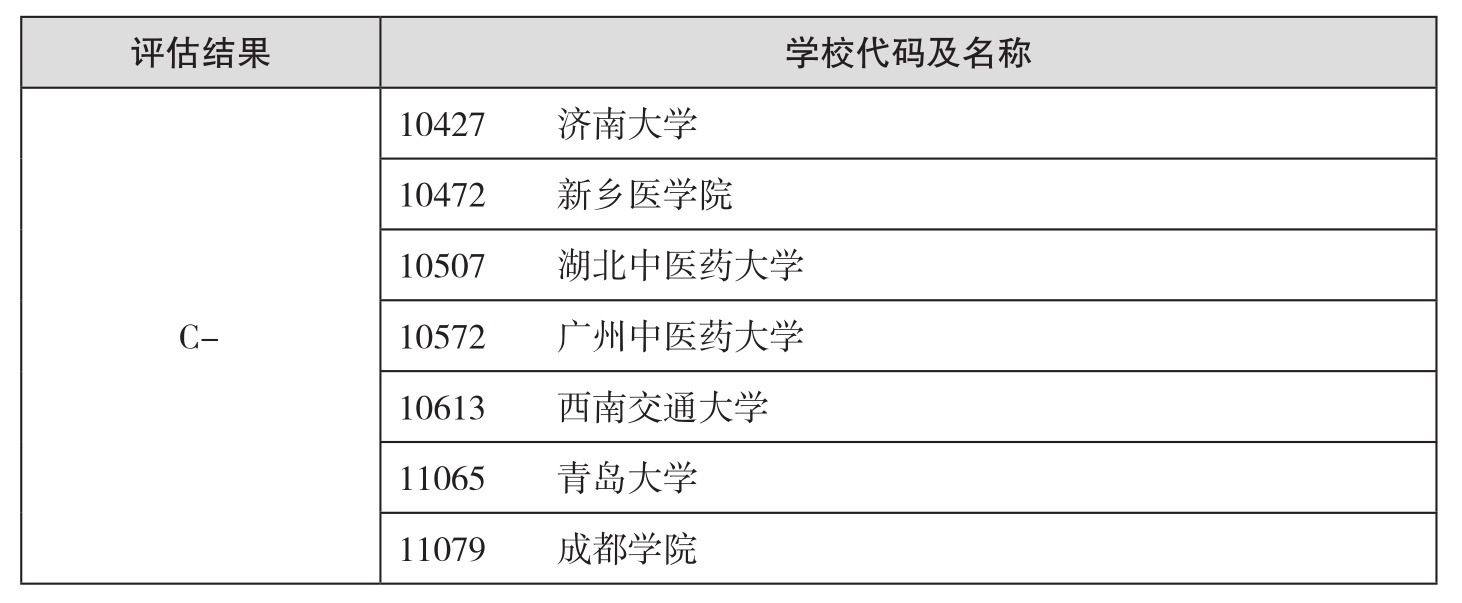 评估结果 学校代码及名称
10427 济南大学
10472 新乡医学院
10507 湖北中医药大学
C- 10572 广州中医药大学
10613 西南交通大学
11065 青岛大学
11079 成都学院